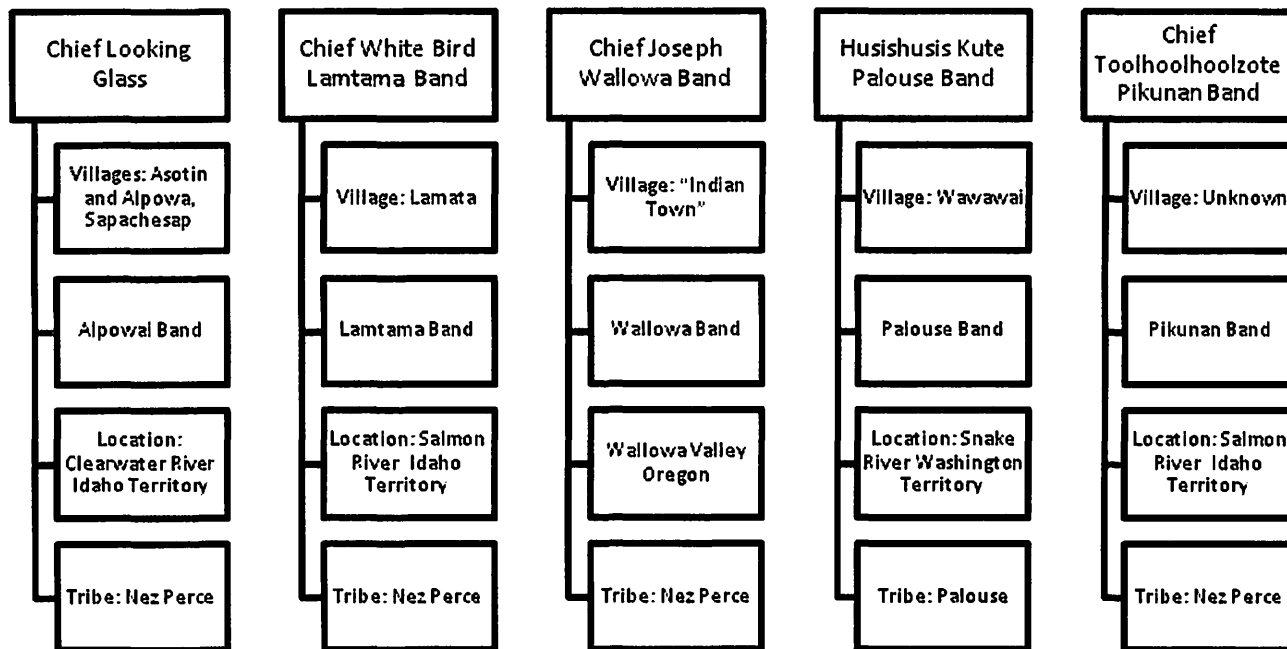 Chief Looking
Glass
Villages: Asotin
and Alpowa,
Sapachesap
Alpowai Band
Location:
Clearwater River
Idaho Territory
Tribe: Nez Perce
Chief White Bird
Lamtama Band
Village: Lamata
Lamtama Band
Location: Salmon
River Idaho
Territory
Tribe: Nez Perce
Chief Joseph
Wallowa Band
Village: “Indian
Town”
Wallowa Band
Wallowa Valley
Oregon
Tribe: Nez Perce
Husishusis Kute
Palouse Band
Village: Wawawai
Palouse Band
Location: Snake
River Washington
Territory
Tribe: Palouse
Chief
Toolhoolhoolzote
Pikunan Band
Village: Unknown
Pikunan Band
Location: Salmon
River Idaho
Territory
Tribe: Nez Perce